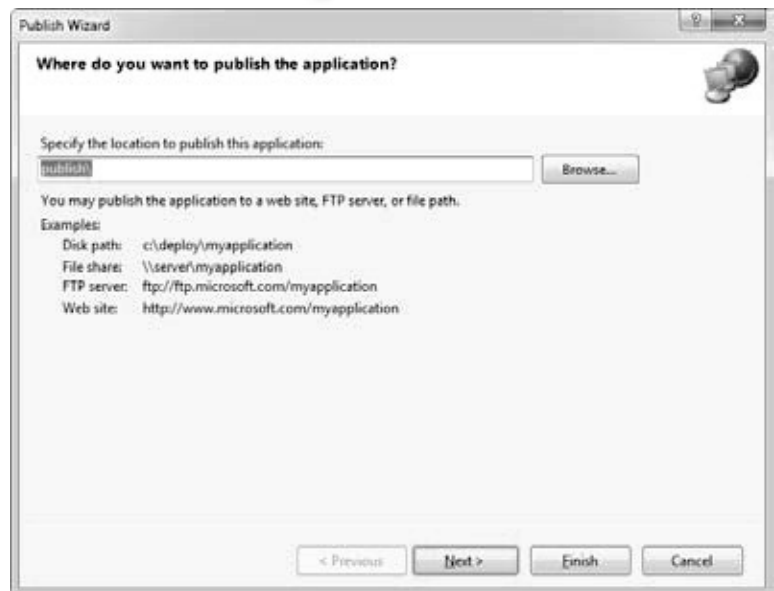 Publish Wizard
Where do you want to publish the application?
Specify the location to publish this application:
publish\
Browse...
You may publish the application to a web site, FTP server, or file path.
Examples:
Disk path: c:\deploy\myapplication
File share: \\server\myapplication
FTP server: ftp://ftp.microsoft.com/myapplication
Web site: http://www.microsoft.com/myapplication
< Previous Next > Finish Cancel